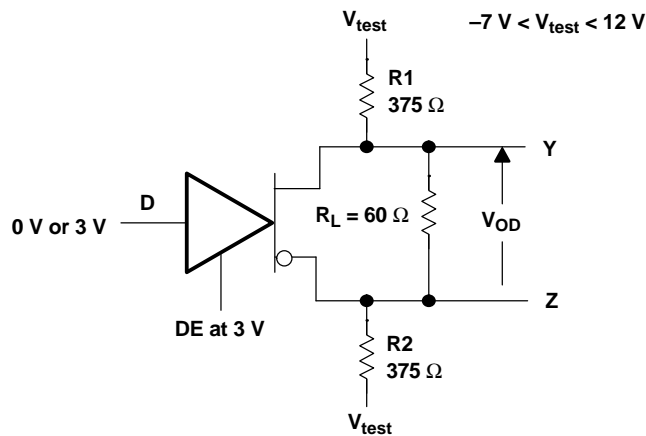 Vtest
–7 V < Vtest < 12 V
R1
375 Ω
Y
D
0 V or 3 V
RL = 60 Ω
VOD
Z
DE at 3 V
R2
375 Ω
Vtest